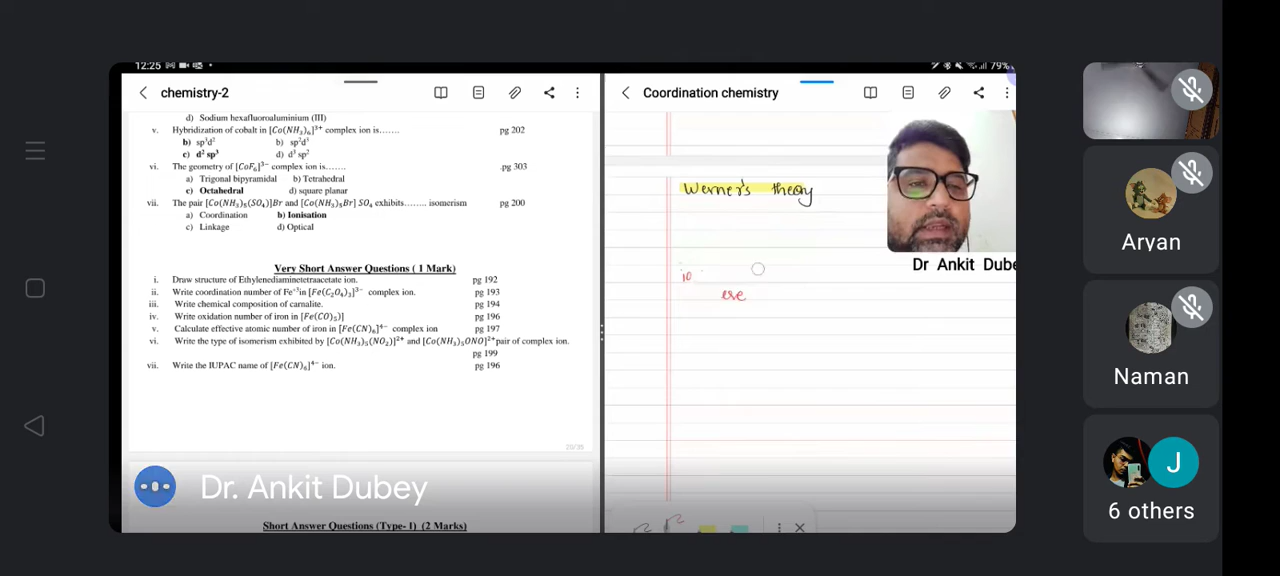 12:25
79%
chemistry-2
d) Sodium hexafluoroaluminium (III)
v. Hybridization of cobalt in [Co(NH₃)₆]³⁺ complex ion is……. pg 202
b) sp³d² b) sp²d³
c) d² sp³ d) d³ sp²
vi. The geometry of [CoF₆]³⁻ complex ion is……. .pg 303
a) Trigonal bipyramidal b) Tetrahedral
c) Octahedral d) square planar
vii. The pair [Co(NH₃)₅(SO₄)]Br and [Co(NH₃)₅Br] SO₄ exhibits…….. isomerism pg 200
a) Coordination b) Ionisation
c) Linkage d) Optical
Very Short Answer Questions ( 1 Mark)
i. Draw structure of Ethylenediaminetetraacetate ion. pg 192
ii. Write coordination number of Fe⁺³in [Fe(C₂O₄)₃]³⁻ complex ion. pg 193
iii. Write chemical composition of carnalite. pg 194
iv. Write oxidation number of iron in [Fe(CO)₅] pg 196
v. Calculate effective atomic number of iron in [Fe(CN)₆]⁴⁻ complex ion pg 197
vi. Write the type of isomerism exhibited by [Co(NH₃)₅(NO₂)]²⁺ and [Co(NH₃)₅ONO]²⁺pair of complex ion.
pg 199
vii. Write the IUPAC name of [Fe(CN)₆]⁴⁻ ion. pg 196
20/35
Dr. Ankit Dubey
Short Answer Questions (Type- I) (2 Marks)
Coordination chemistry
Werner's theory
Dr Ankit Dube
Aryan
Naman
J
6 others